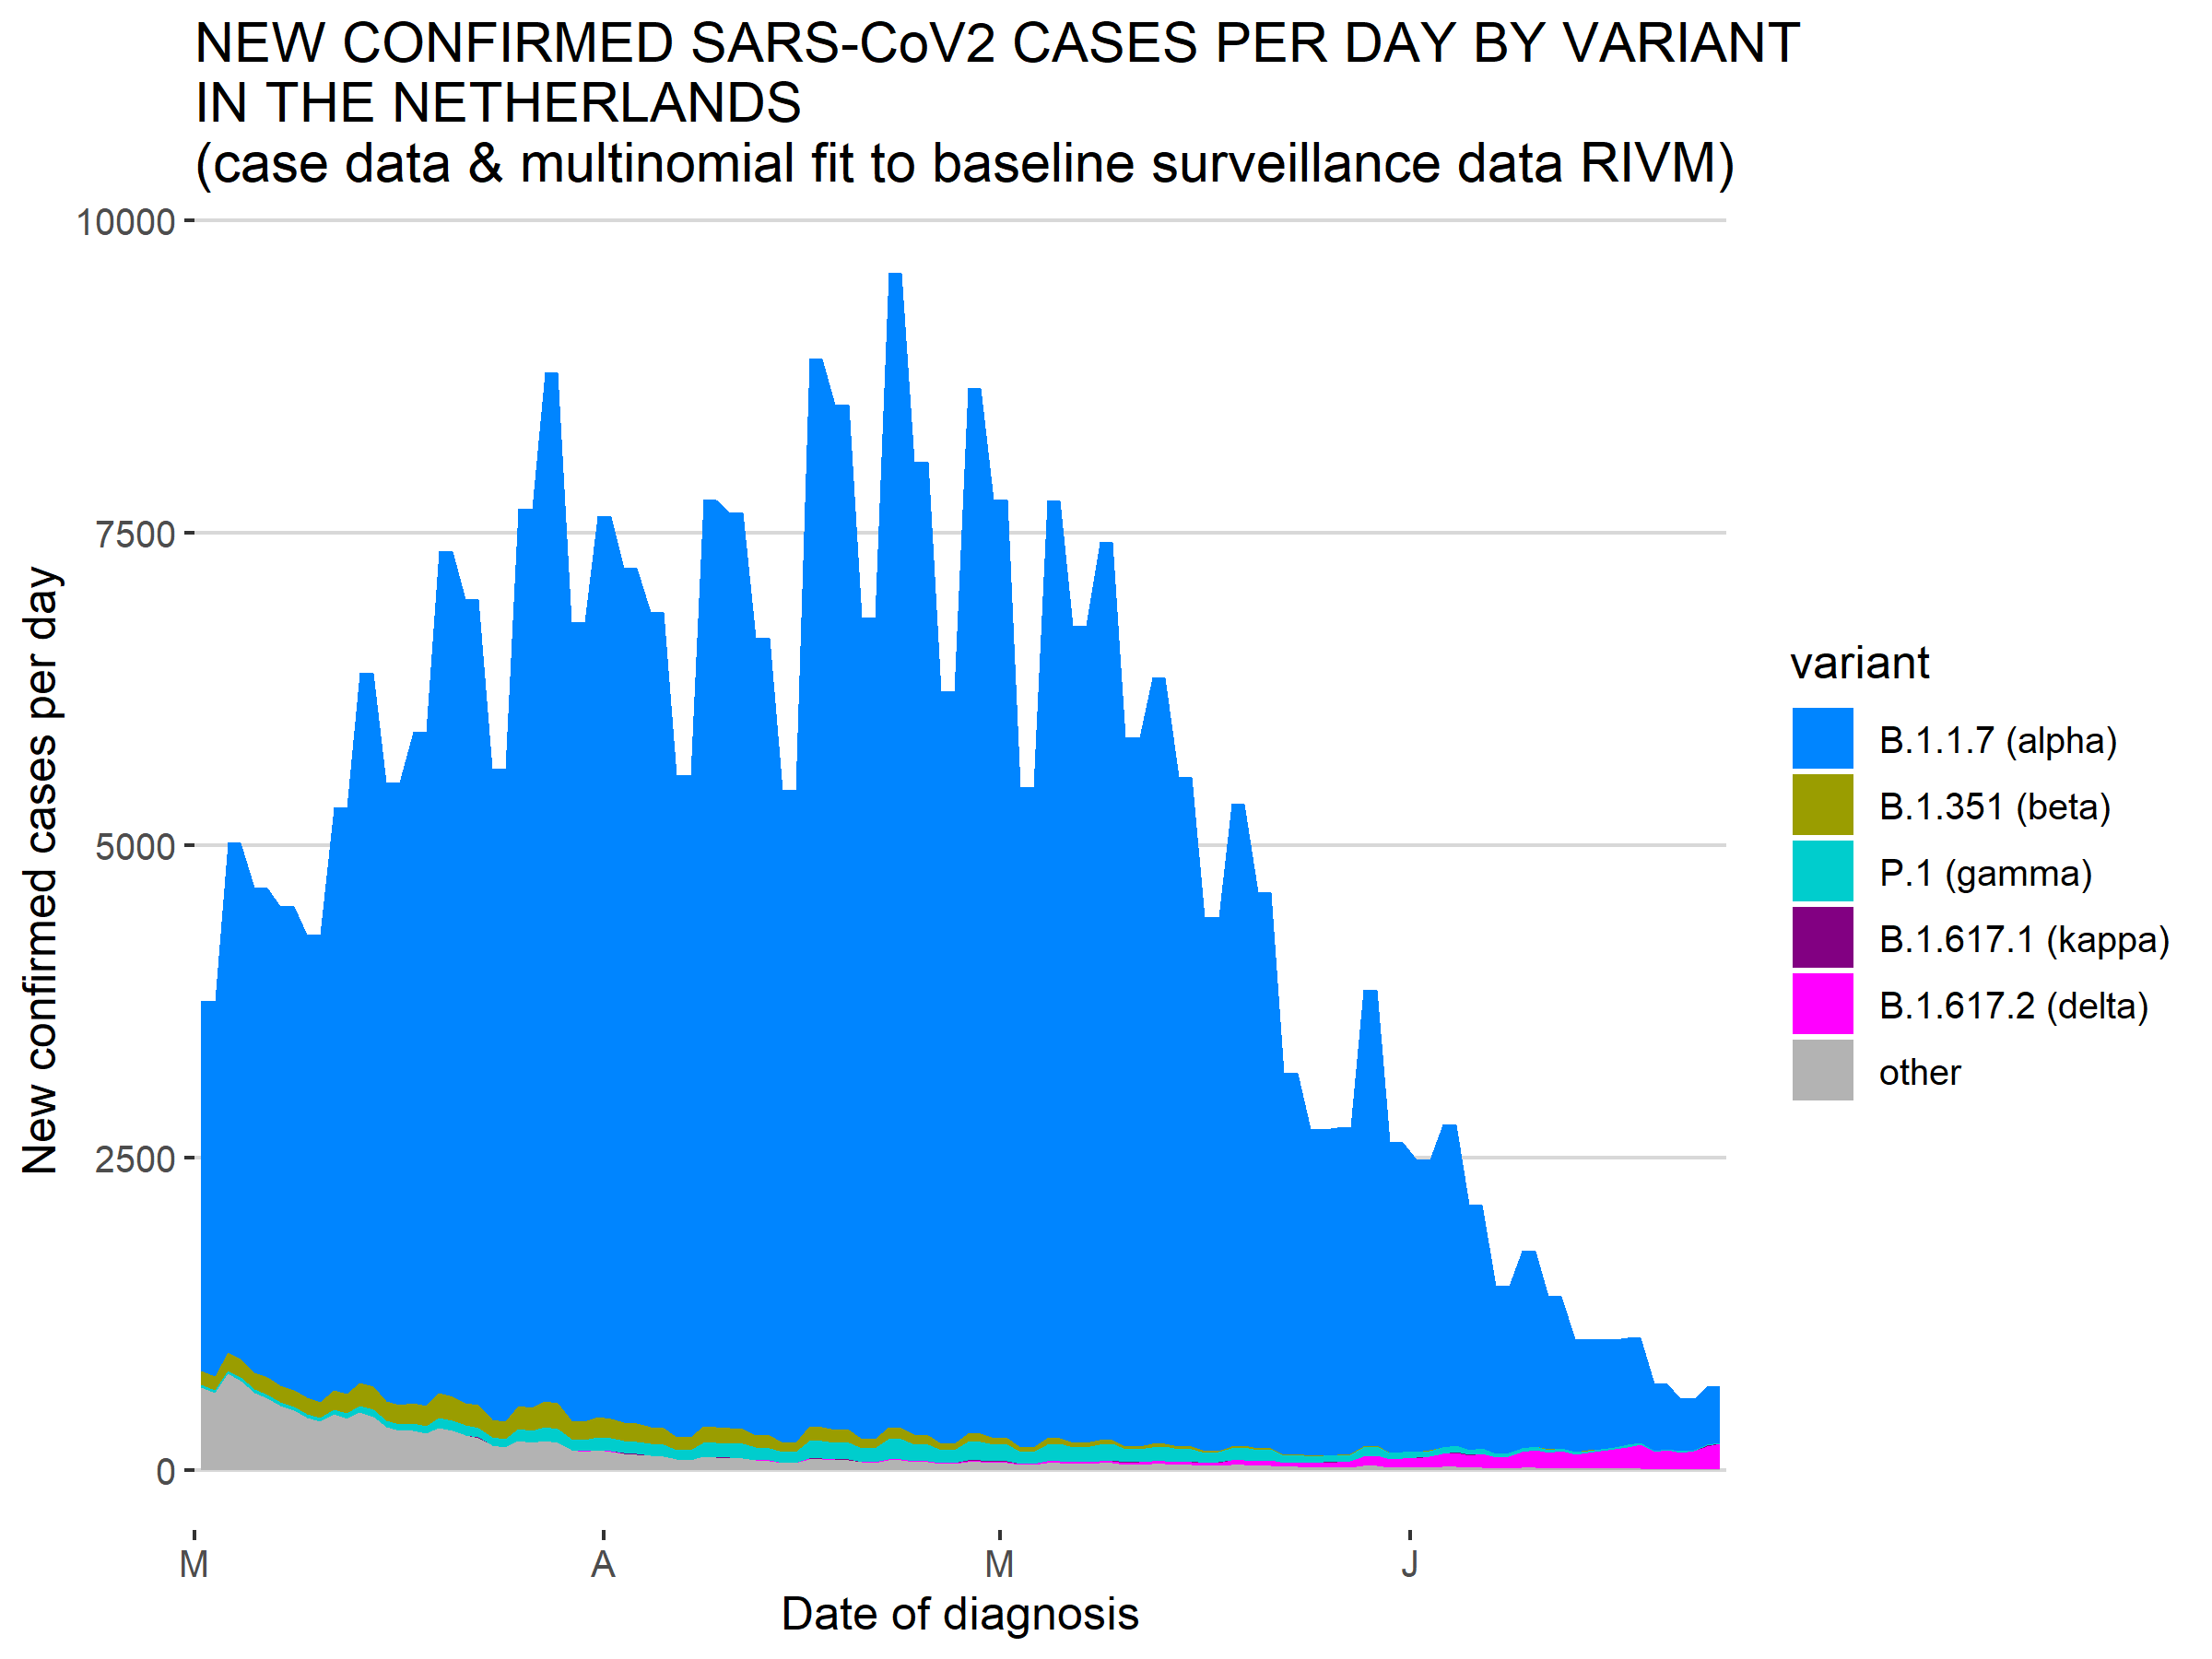 NEW CONFIRMED SARS-CoV2 CASES PER DAY BY VARIANT
IN THE NETHERLANDS
(case data & multinomial fit to baseline surveillance data RIVM)
10000
7500
5000
2500
0
New confirmed cases per day
M A M J
Date of diagnosis
variant
B.1.1.7 (alpha)
B.1.351 (beta)
P.1 (gamma)
B.1.617.1 (kappa)
B.1.617.2 (delta)
other